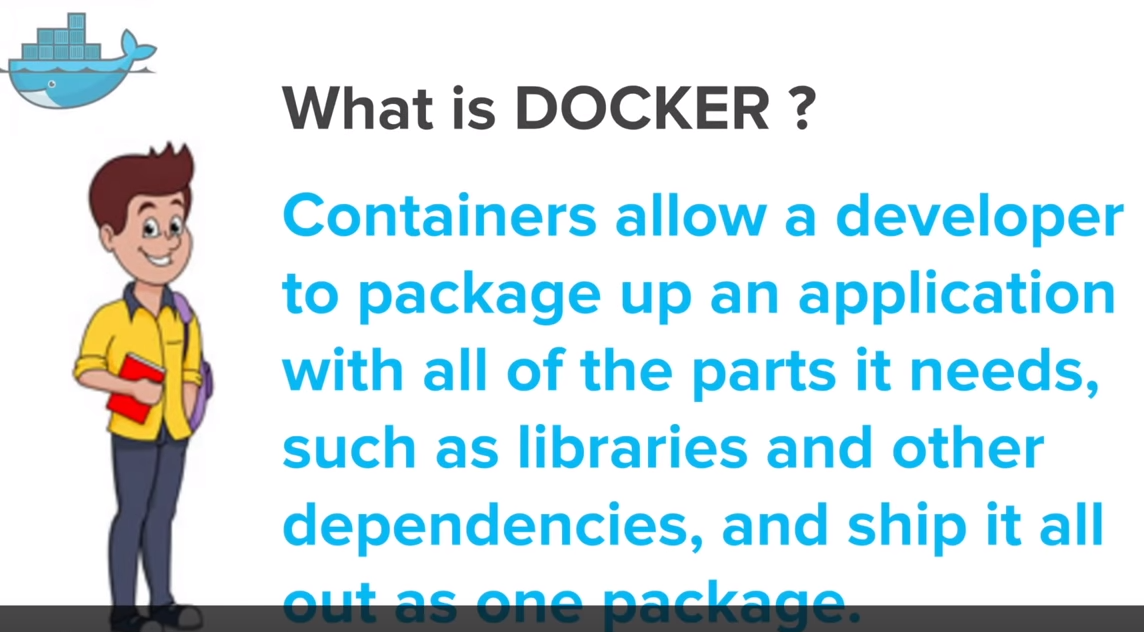 What is DOCKER ?
Containers allow a developer
to package up an application
with all of the parts it needs,
such as libraries and other
dependencies, and ship it all
out as one package.